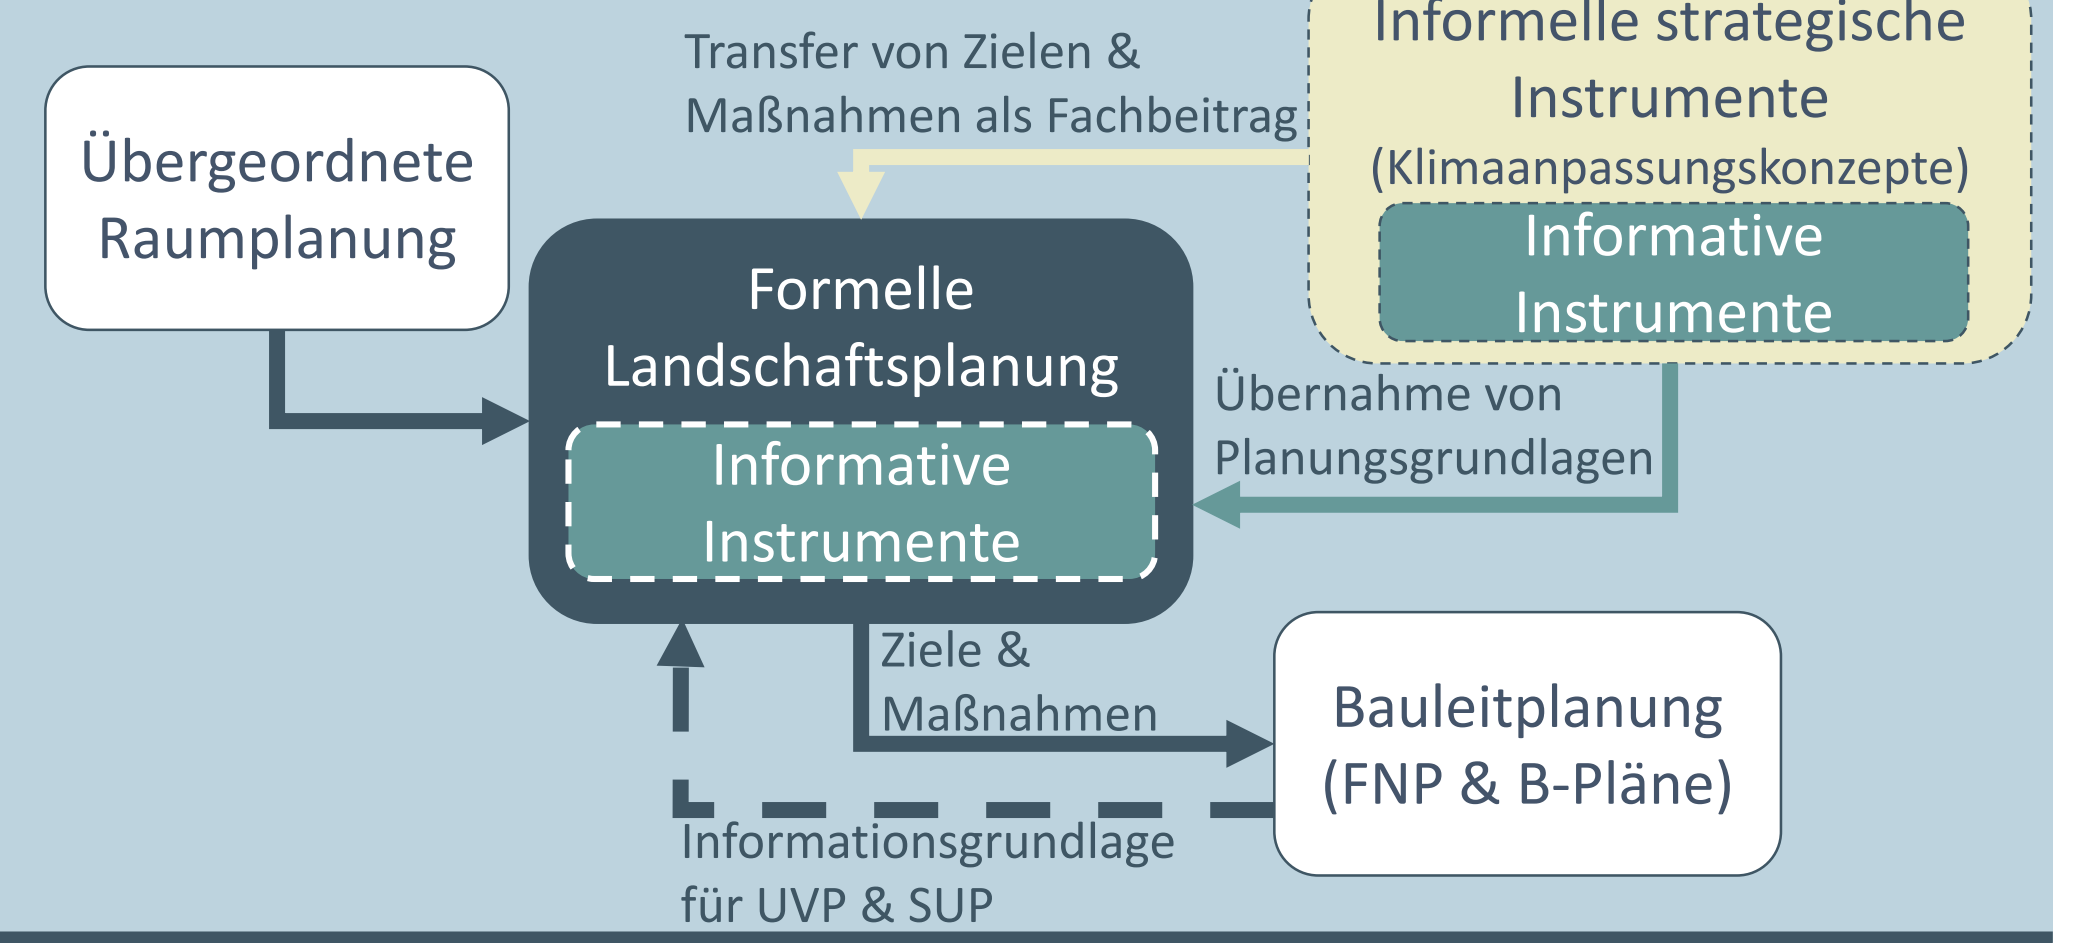 Informelle strategische
Instrumente
(Klimaanpassungskonzepte)
Informative
Instrumente
Transfer von Zielen &
Maßnahmen als Fachbeitrag
Übergeordnete
Raumplanung
Formelle
Landschaftsplanung
Informative
Instrumente
Übernahme von
Planungsgrundlagen
Ziele &
Maßnahmen
Bauleitplanung
(FNP & B-Pläne)
Informationsgrundlage
für UVP & SUP